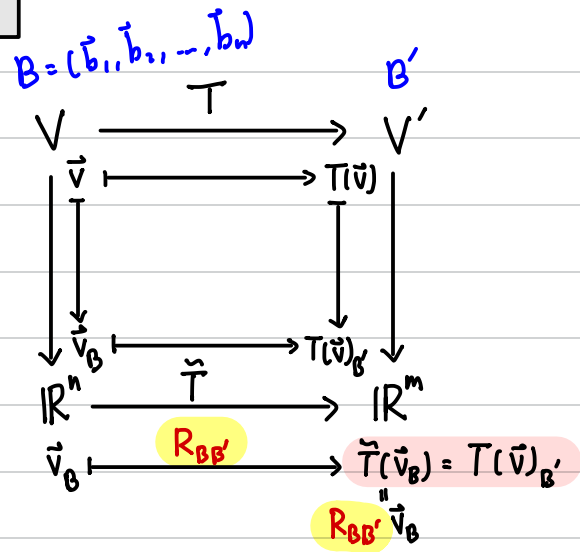 B = (b⃗₁, b⃗₂, ..., b⃗ₙ) B′
T
V V′
v⃗ T(v⃗)
v⃗_B T(v⃗)_B′
T̃
ℝⁿ ℝᵐ
R_BB′
v⃗_B T̃(v⃗_B) = T(v⃗)_B′
"
R_BB′ v⃗_B